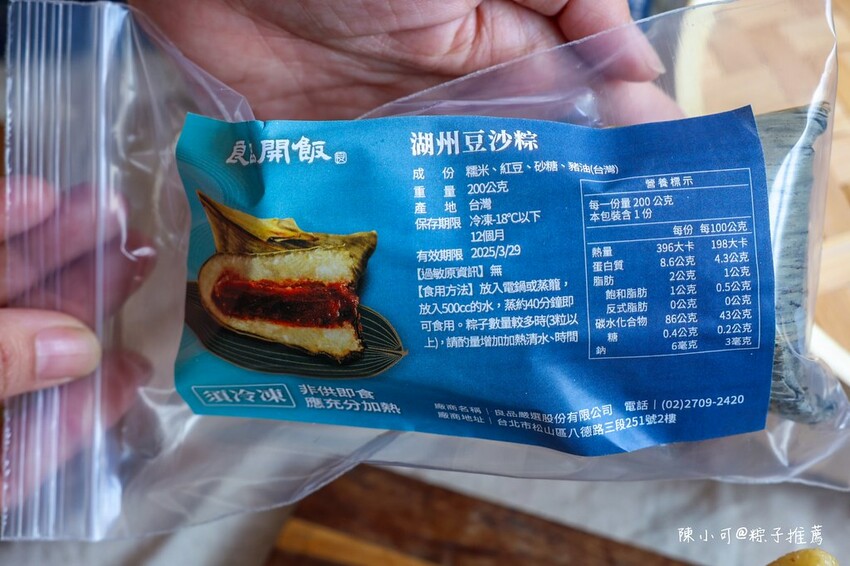 良い開飯
湖州豆沙粽
成　份 糯米、紅豆、砂糖、豬油(台灣)
重　量 200公克
產　地 台灣
保存期限 冷凍-18℃以下
12個月
有效期限 2025/3/29
【過敏原資訊】無
【食用方法】放入電鍋或蒸籠，
放入500cc的水，蒸約40分鐘即
可食用。粽子數量較多時(3粒以
上)，請酌量增加加熱清水、時間
營養標示
每一份量 200 公克
本包裝含 1 份
每份 每100公克
熱量 396大卡 198大卡
蛋白質 8.6公克 4.3公克
脂肪 2公克 1公克
飽和脂肪 1公克 0.5公克
反式脂肪 0公克 0公克
碳水化合物 86公克 43公克
糖 0.4公克 0.2公克
鈉 6毫克 3毫克
須冷凍
非供即食
應充分加熱
廠商名稱｜良品嚴選股份有限公司 電話｜(02)2709-2420
廠商地址｜台北市松山區八德路三段251號2樓
陳小可@粽子推薦